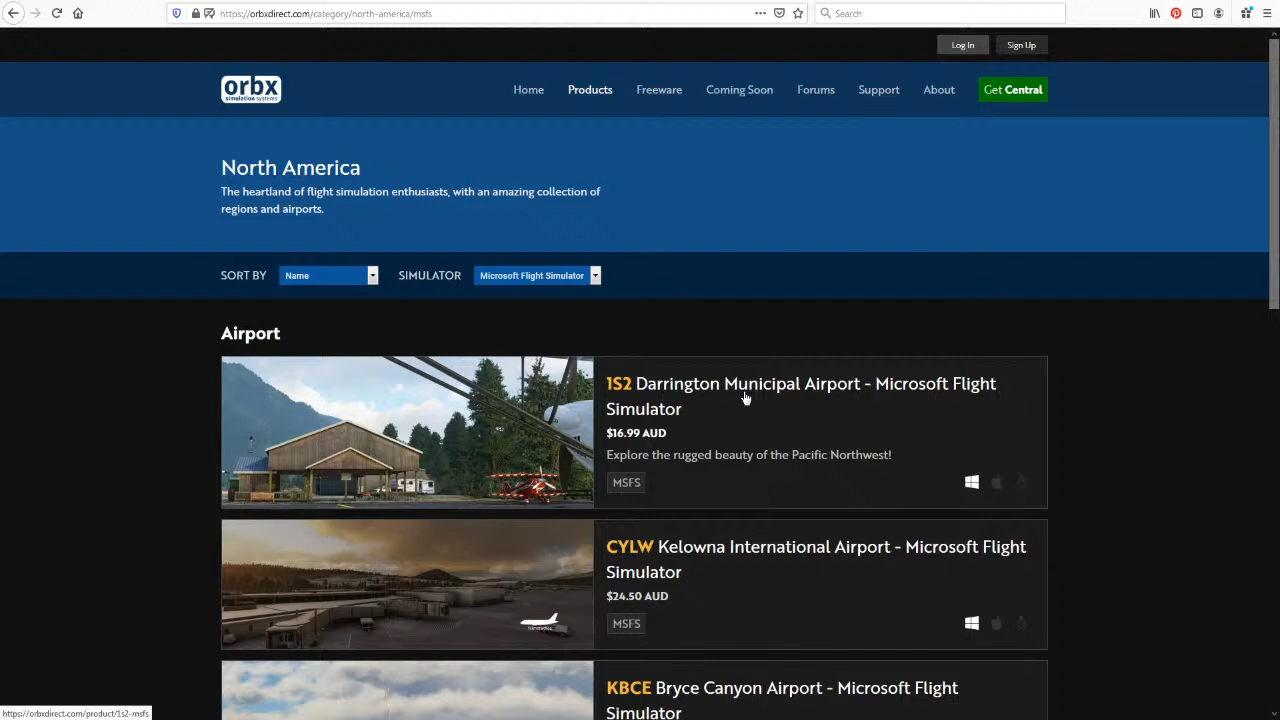 https://orbxdirect.com/category/north-america/msfs
Search
Log In
Sign Up
orbx
simulation systems
Home
Products
Freeware
Coming Soon
Forums
Support
About
Get Central
North America
The heartland of flight simulation enthusiasts, with an amazing collection of
regions and airports.
SORT BY
Name
SIMULATOR
Microsoft Flight Simulator
Airport
1S2 Darrington Municipal Airport - Microsoft Flight
Simulator
$16.99 AUD
Explore the rugged beauty of the Pacific Northwest!
MSFS
CYLW Kelowna International Airport - Microsoft Flight
Simulator
$24.50 AUD
MSFS
KBCE Bryce Canyon Airport - Microsoft Flight
Simulator
https://orbxdirect.com/product/1s2-msfs